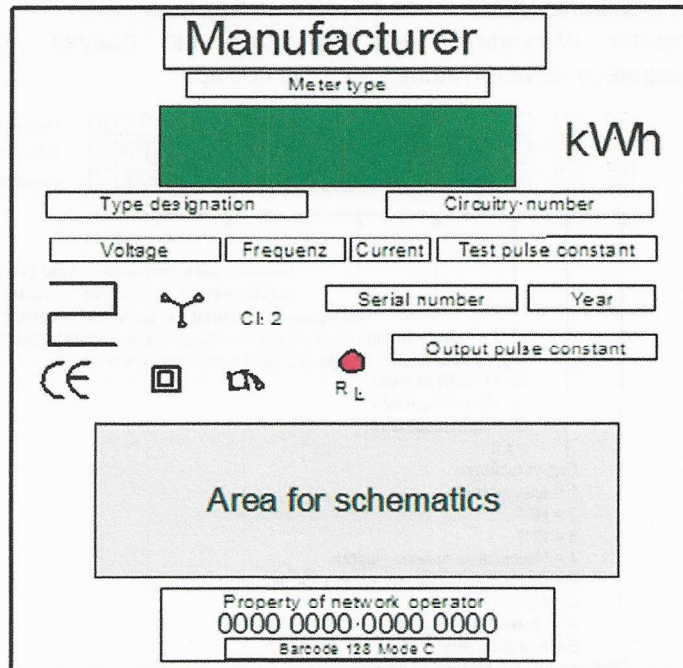 Manufacturer
Meter type
kWh
Type designation Circuitry-number
Voltage Frequenz Current Test pulse constant
Serial number Year
Cl: 2
Output pulse constant
CE
R L
Area for schematics
Property of network operator
0000 0000·0000 0000
Barcode 128 Mode C